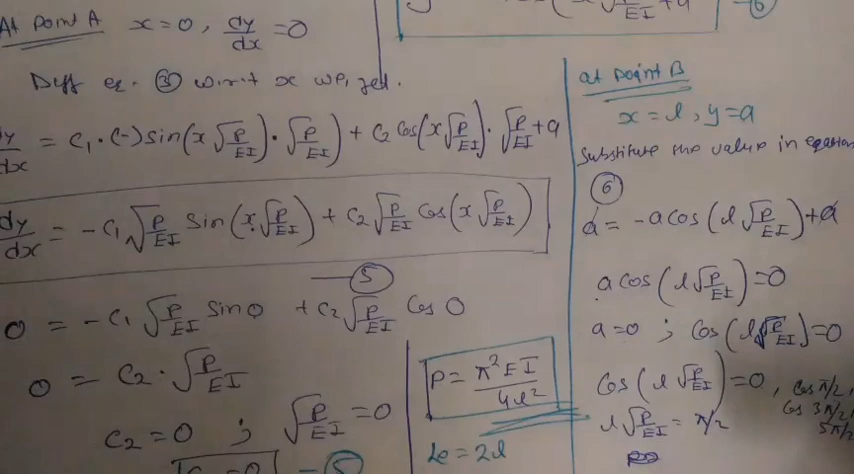 At Point A x=0, dy/dx =0
Diff eq. ③ w.r.t x we, get.
dy/dx = C₁·(-)sin(x√(P/EI))·√(P/EI) + C₂ cos(x√(P/EI))·√(P/EI)+a
dy/dx = -C₁√(P/EI) sin(x√(P/EI)) + C₂√(P/EI) cos(x√(P/EI))
—⑤
0 = -C₁ √(P/EI) sin0 + C₂√(P/EI) cos 0
0 = C₂·√(P/EI)
C₂=0 ; √(P/EI) =0
P = π²EI/4l²
Le = 2l
—⑥
at point B
x=l, y=a
Substitute the value in equation
⑥
a = -a cos(l√(P/EI))+a
a cos(l√(P/EI))=0
a=0 ; cos(l√(P/EI))=0
cos(l√(P/EI))=0, cos π/2,
cos 3π/2,
5π/2
l√(P/EI) = π/2